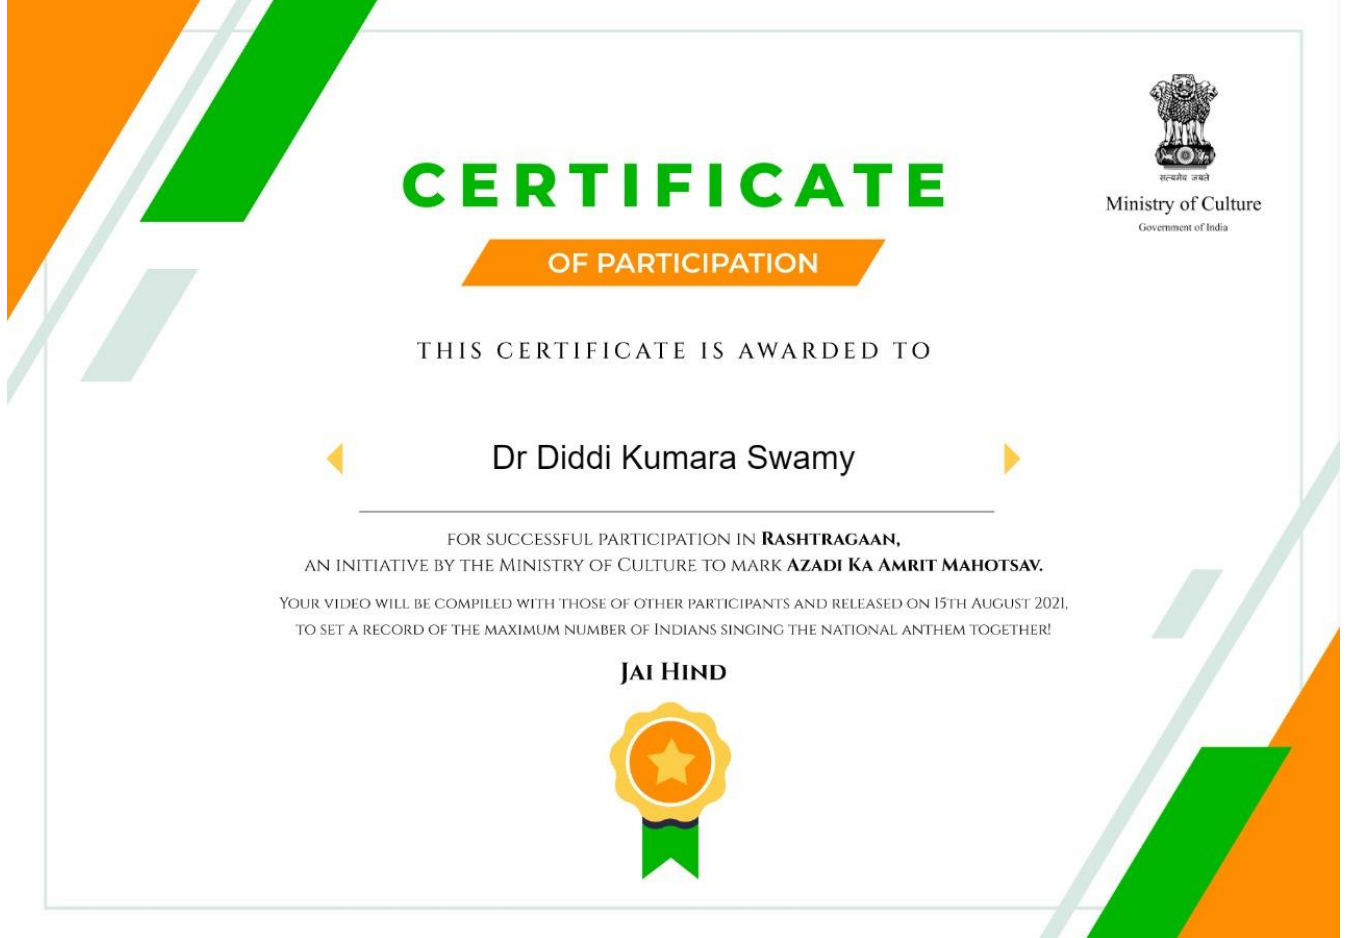 CERTIFICATE
OF PARTICIPATION
सत्यमेव जयते
Ministry of Culture
Government of India
THIS CERTIFICATE IS AWARDED TO
Dr Diddi Kumara Swamy
FOR SUCCESSFUL PARTICIPATION IN RASHTRAGAAN,
AN INITIATIVE BY THE MINISTRY OF CULTURE TO MARK AZADI KA AMRIT MAHOTSAV.
YOUR VIDEO WILL BE COMPILED WITH THOSE OF OTHER PARTICIPANTS AND RELEASED ON 15TH AUGUST 2021,
TO SET A RECORD OF THE MAXIMUM NUMBER OF INDIANS SINGING THE NATIONAL ANTHEM TOGETHER!
JAI HIND